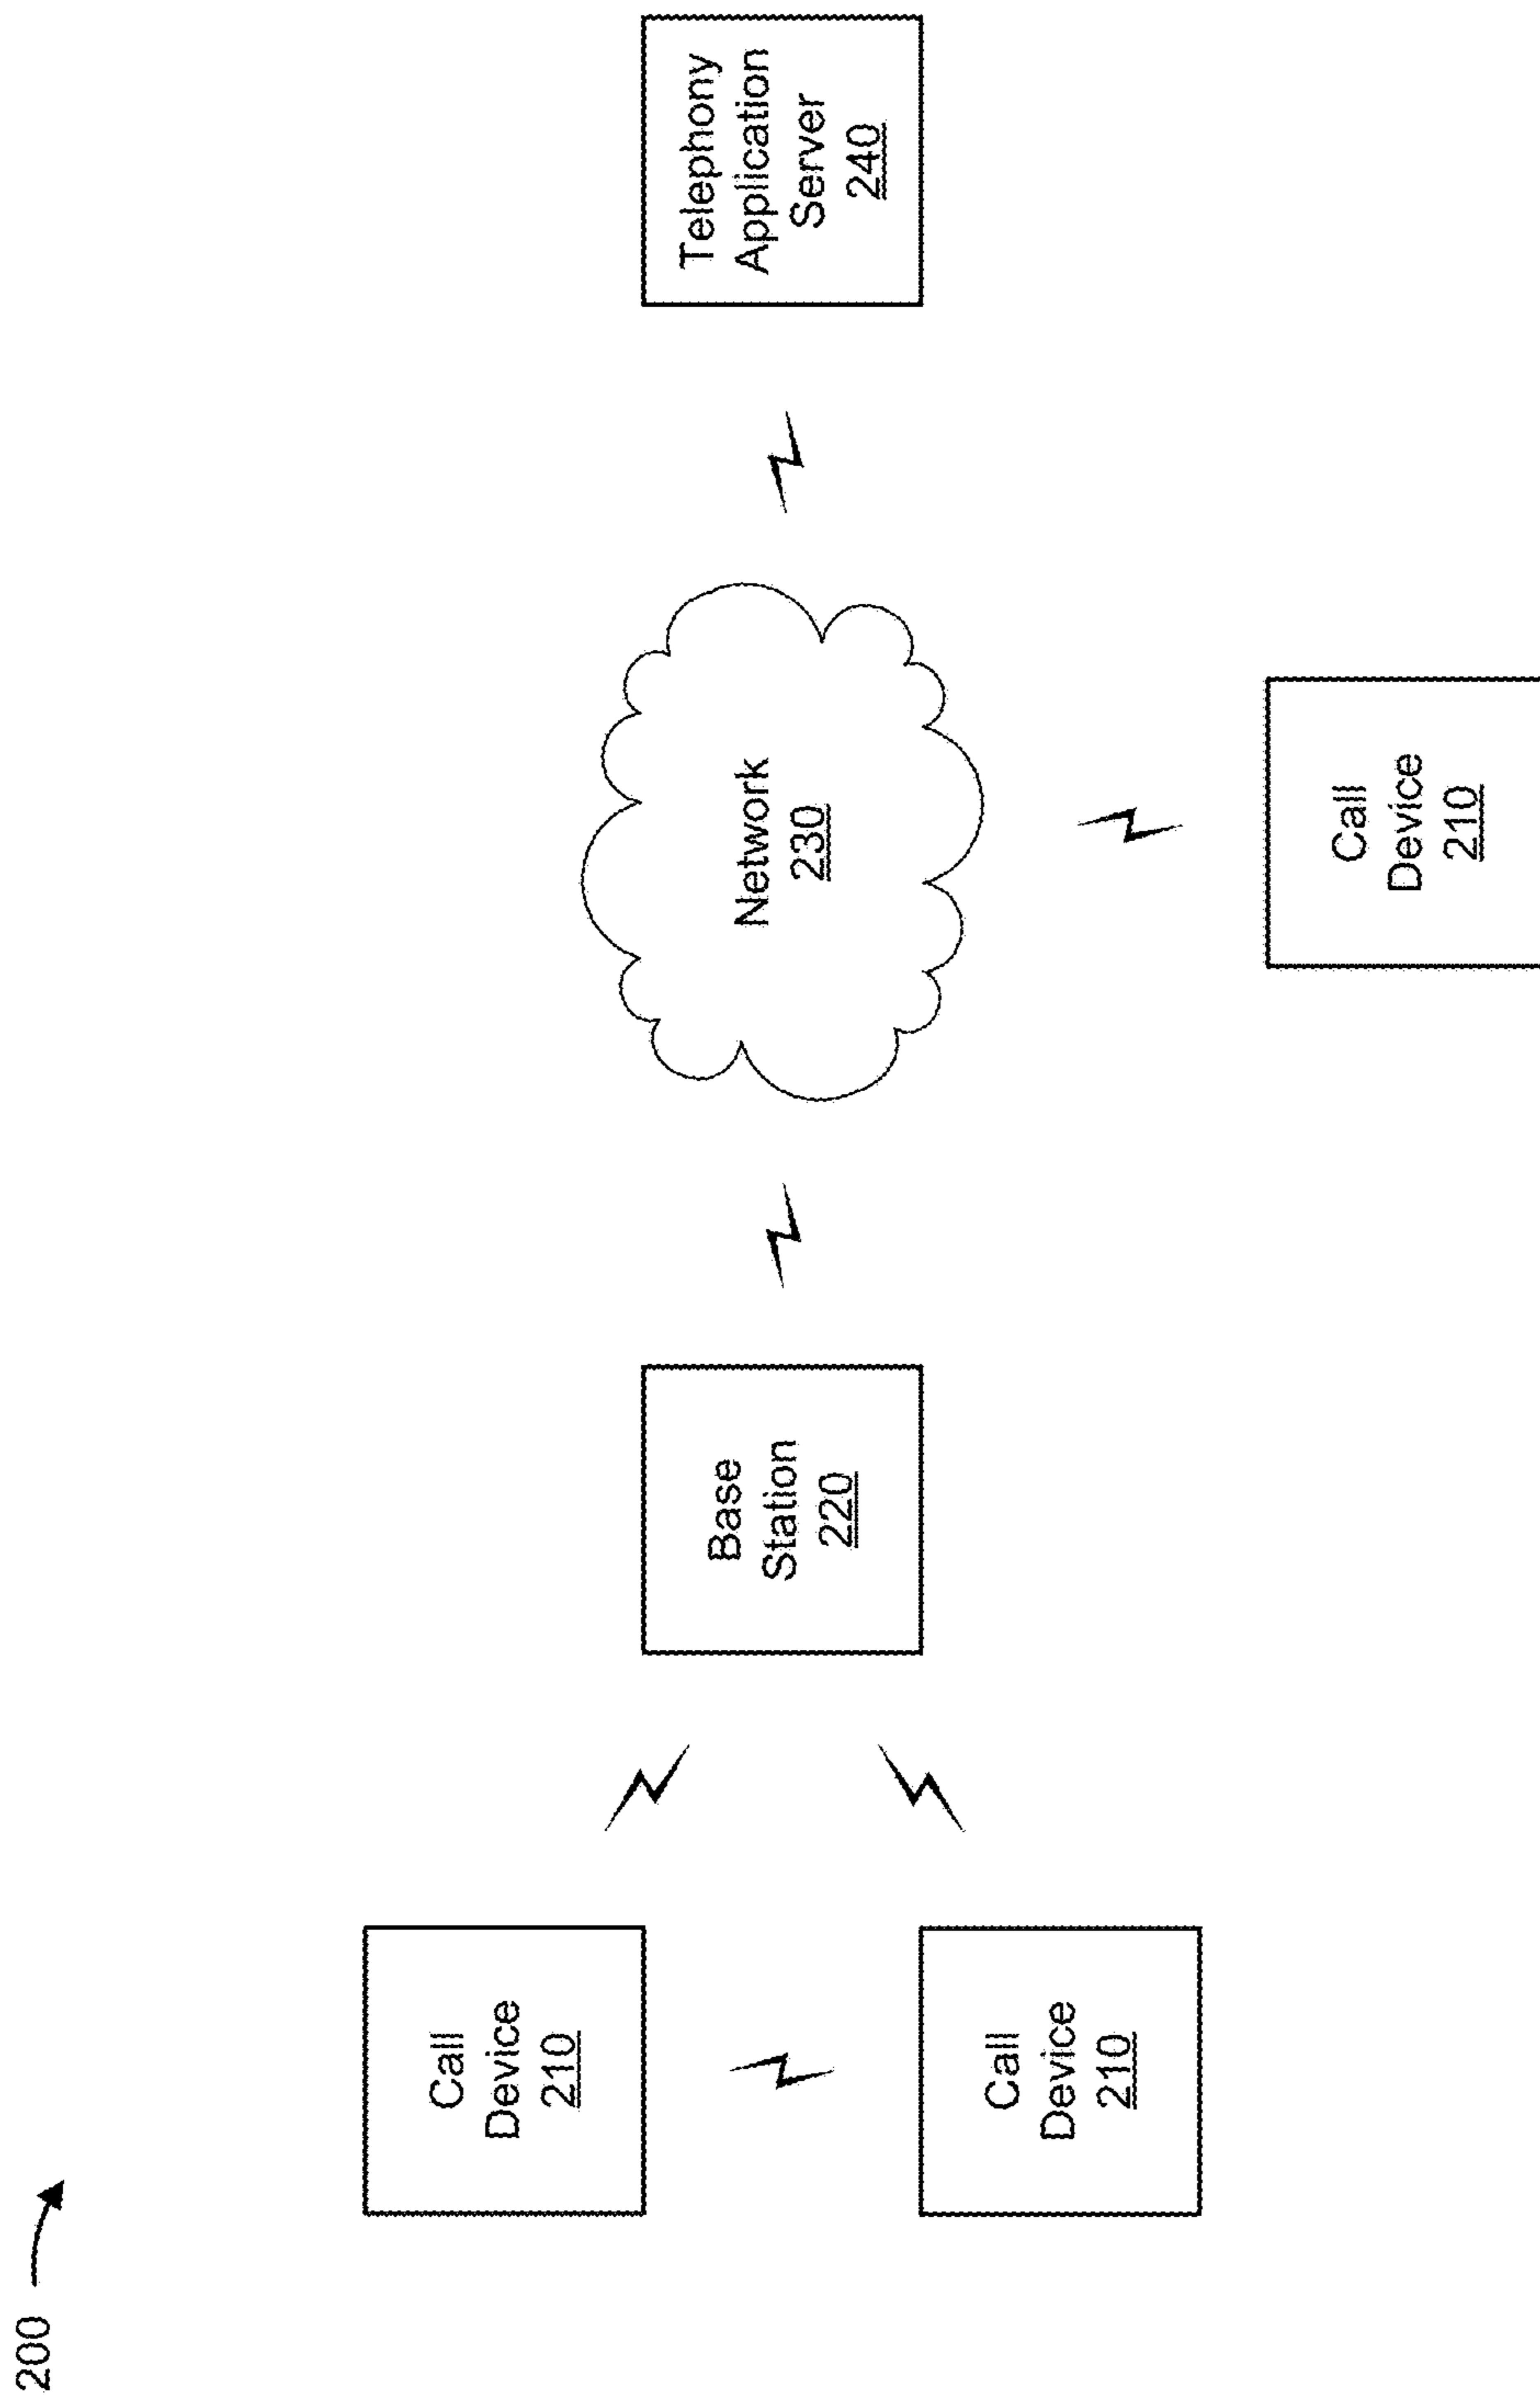 200
Call
Device
210
Call
Device
210
Base
Station
220
Network
230
Call
Device
210
Telephony
Application
Server
240